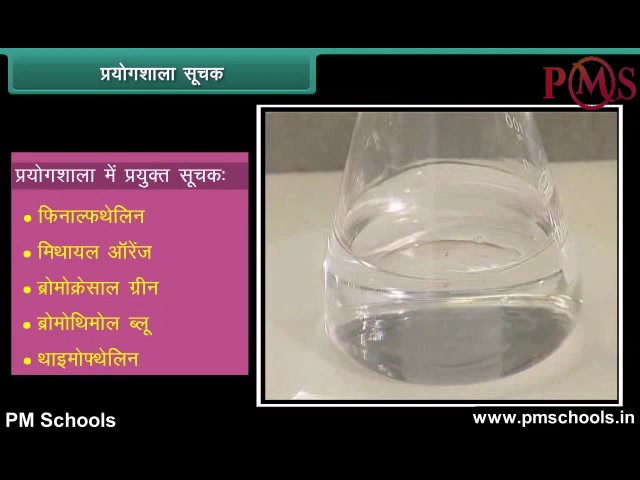 प्रयोगशाला सूचक
PMS
प्रयोगशाला में प्रयुक्त सूचकः
• फिनाल्फथेलिन
• मिथायल ऑरेंज
• ब्रोमोक्रेसाल ग्रीन
• ब्रोमोथिमोल ब्लू
• थाइमोफ्थेलिन
PM Schools
www.pmschools.in